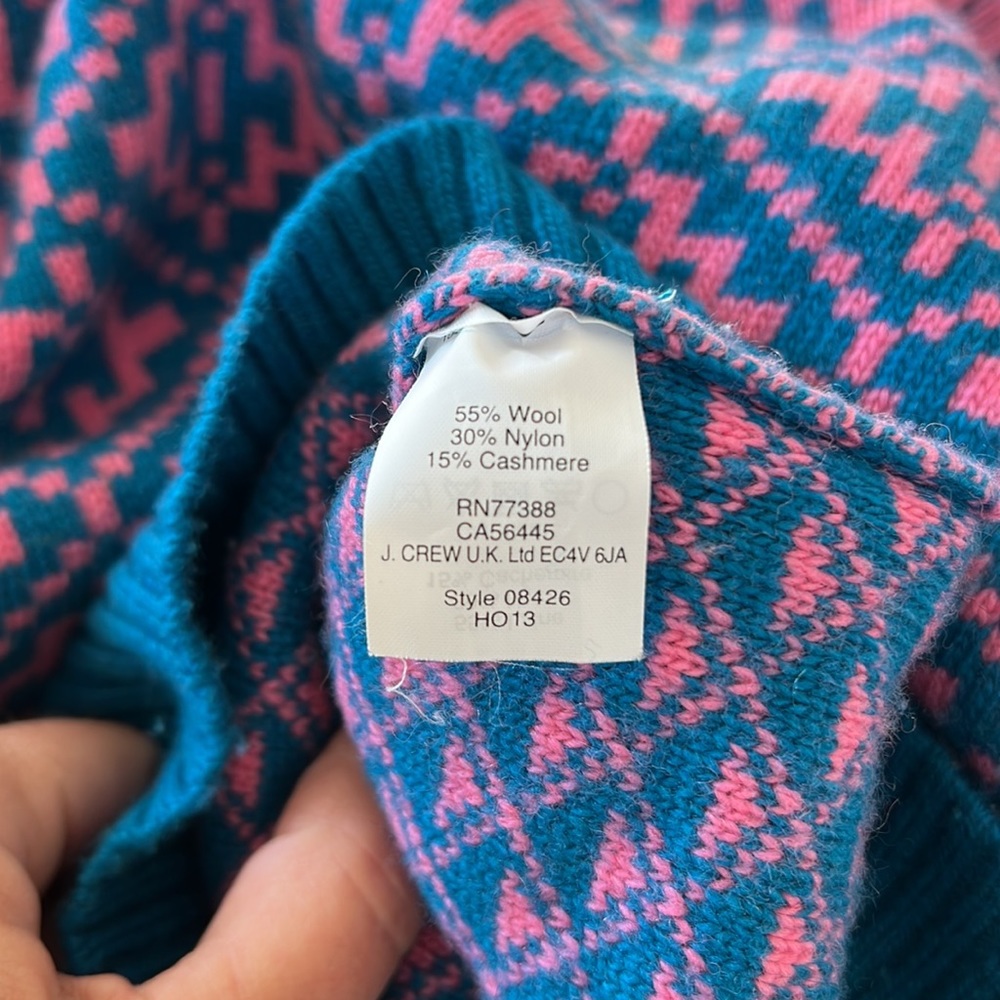 55% Wool
30% Nylon
15% Cashmere
RN77388
CA56445
J. CREW U.K. Ltd EC4V 6JA
Style 08426
HO13